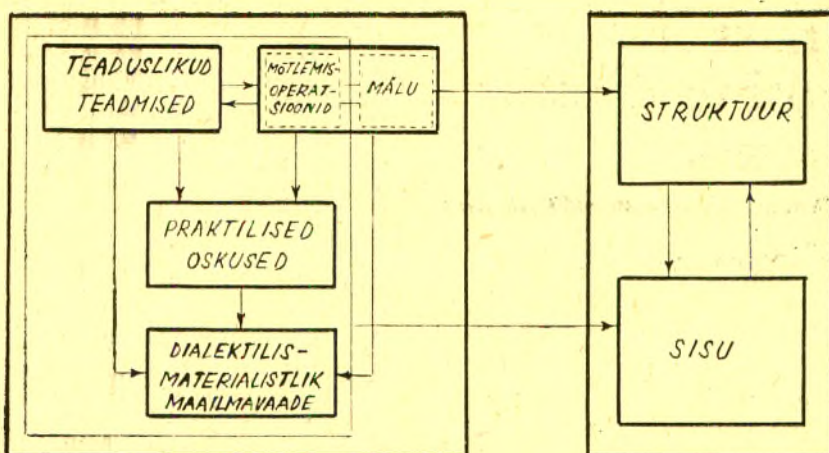 TEADUSLIKUD
TEADMISED
MÕTLEMIS-
OPERAT-
SIOONID
MÄLU
PRAKTILISED
OSKUSED
DIALEKTILIS-
MATERIALISTLIK
MAAILMAVAADE
STRUKTUUR
SISU